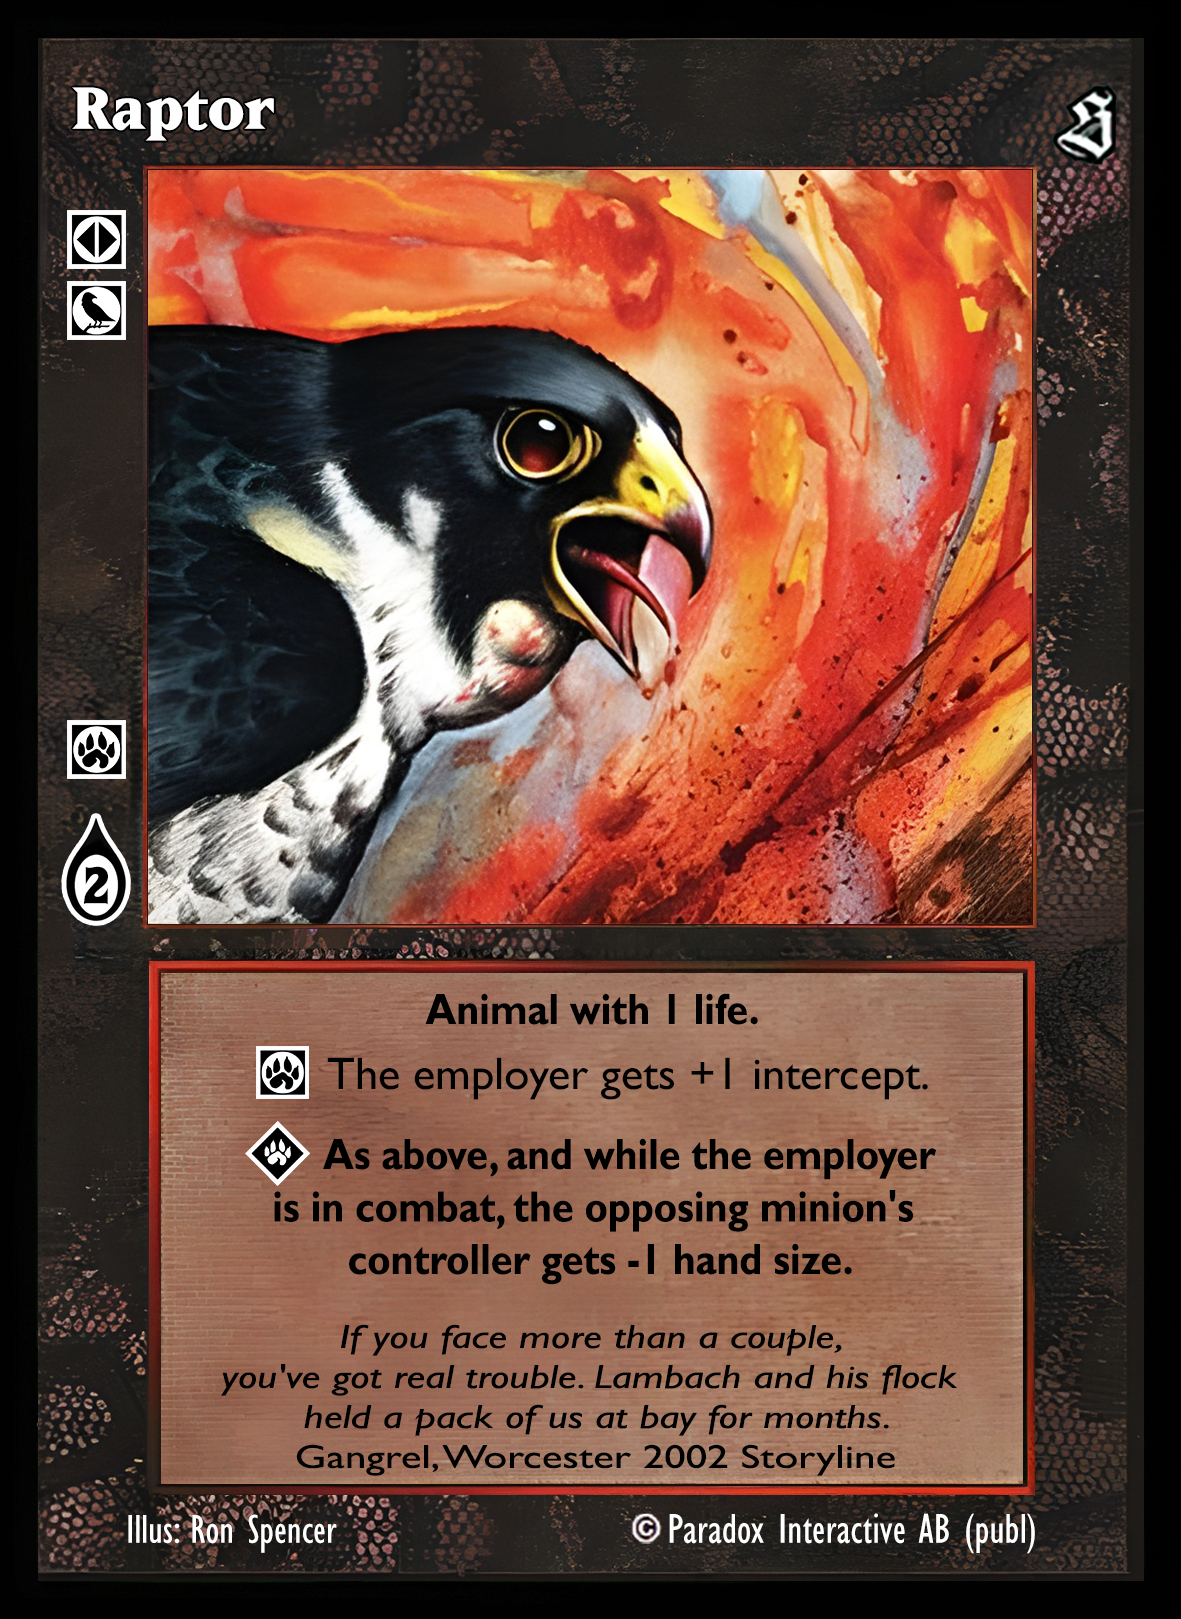 Raptor
2
Animal with 1 life.
The employer gets +1 intercept.
As above, and while the employer
is in combat, the opposing minion's
controller gets -1 hand size.
If you face more than a couple,
you've got real trouble. Lambach and his flock
held a pack of us at bay for months.
Gangrel, Worcester 2002 Storyline
Illus: Ron Spencer
© Paradox Interactive AB (publ)